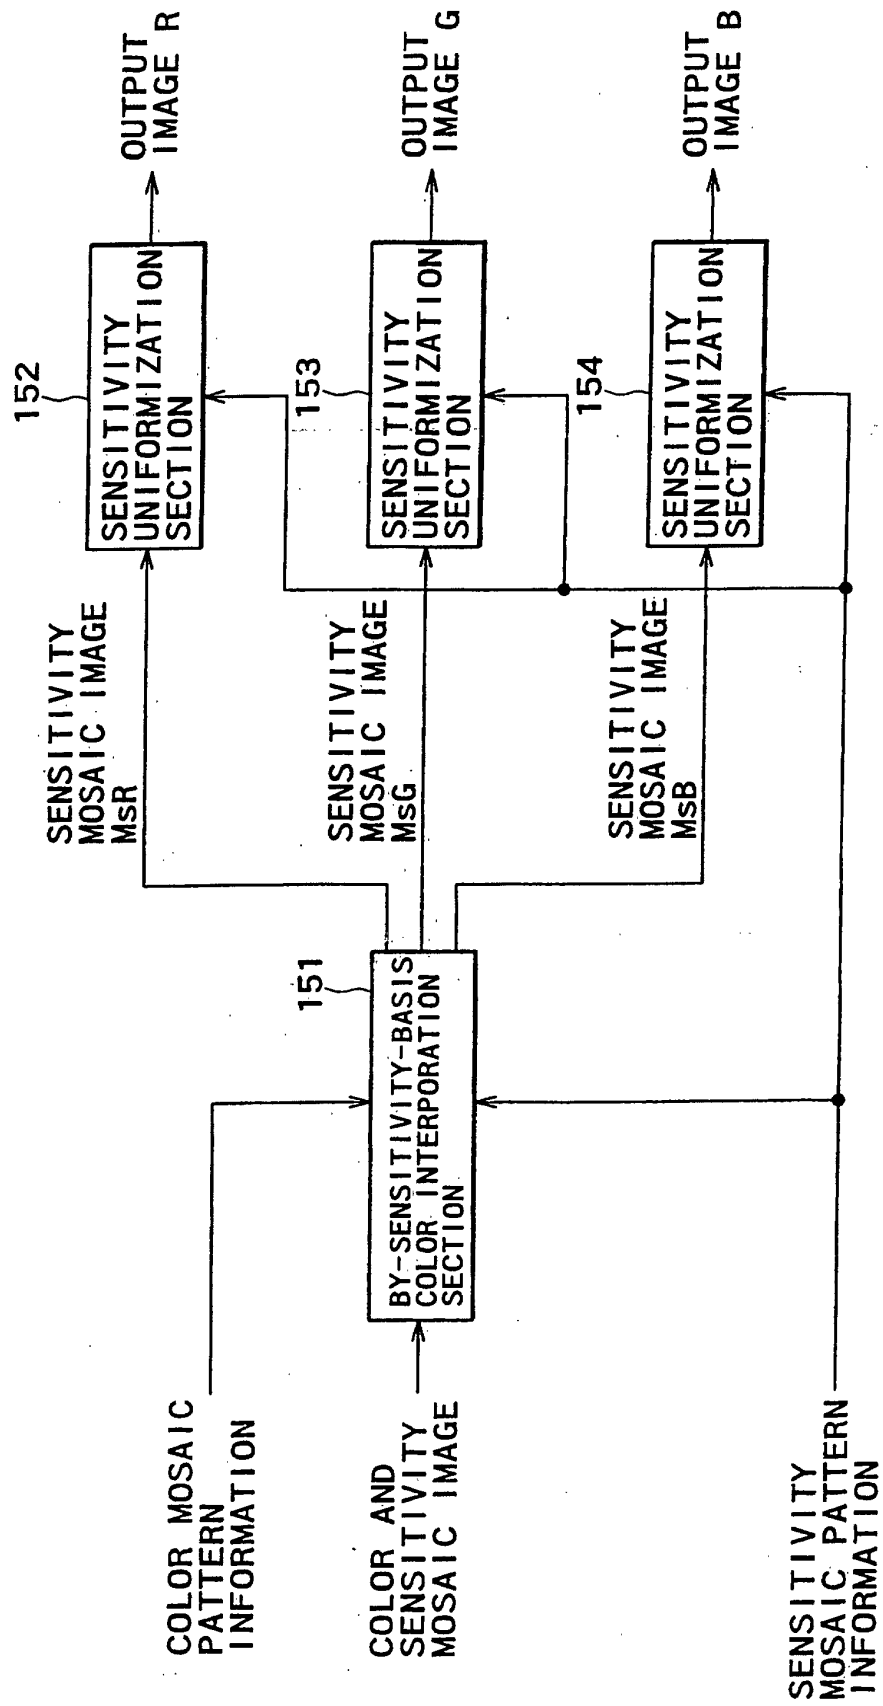 COLOR MOSAIC
PATTERN
INFORMATION
COLOR AND
SENSITIVITY
MOSAIC IMAGE
SENSITIVITY
MOSAIC PATTERN
INFORMATION
151
BY-SENSITIVITY-BASIS
COLOR INTERPORATION
SECTION
SENSITIVITY
MOSAIC IMAGE
MsR
SENSITIVITY
MOSAIC IMAGE
MsG
SENSITIVITY
MOSAIC IMAGE
MsB
152
SENSITIVITY
UNIFORMIZATION
SECTION
153
SENSITIVITY
UNIFORMIZATION
SECTION
154
SENSITIVITY
UNIFORMIZATION
SECTION
OUTPUT
IMAGE R
OUTPUT
IMAGE G
OUTPUT
IMAGE B